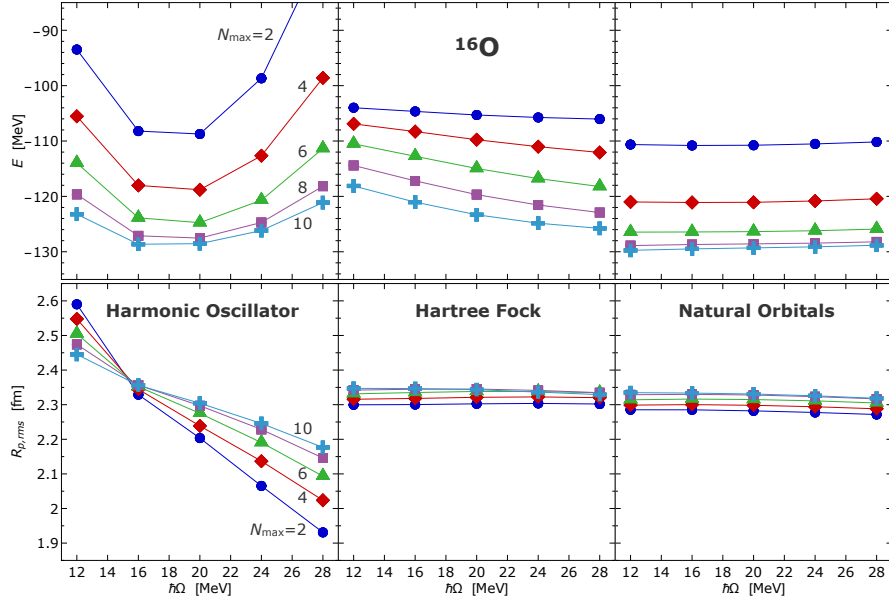 −90
−100
−110
−120
−130
E [MeV]
Nmax=2
4
6
8
10
16O
2.6
2.5
2.4
2.3
2.2
2.1
2
1.9
Rp,rms [fm]
Harmonic Oscillator
Hartree Fock
Natural Orbitals
10
6
4
Nmax=2
12 14 16 18 20 22 24 26 28
12 14 16 18 20 22 24 26 28
12 14 16 18 20 22 24 26 28
ℏΩ [MeV]
ℏΩ [MeV]
ℏΩ [MeV]